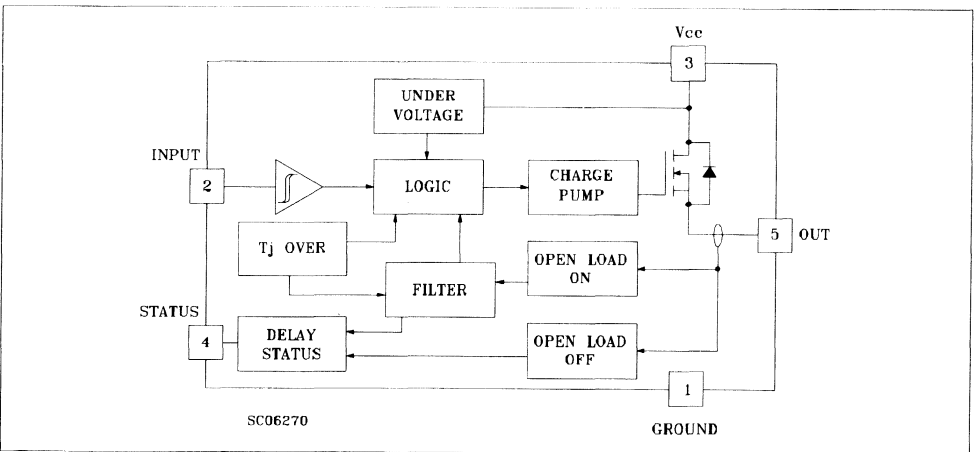 Vcc
3
UNDER
VOLTAGE
INPUT
2
LOGIC
CHARGE
PUMP
5
OUT
Tj OVER
FILTER
OPEN LOAD
ON
STATUS
4
DELAY
STATUS
OPEN LOAD
OFF
1
SC06270
GROUND